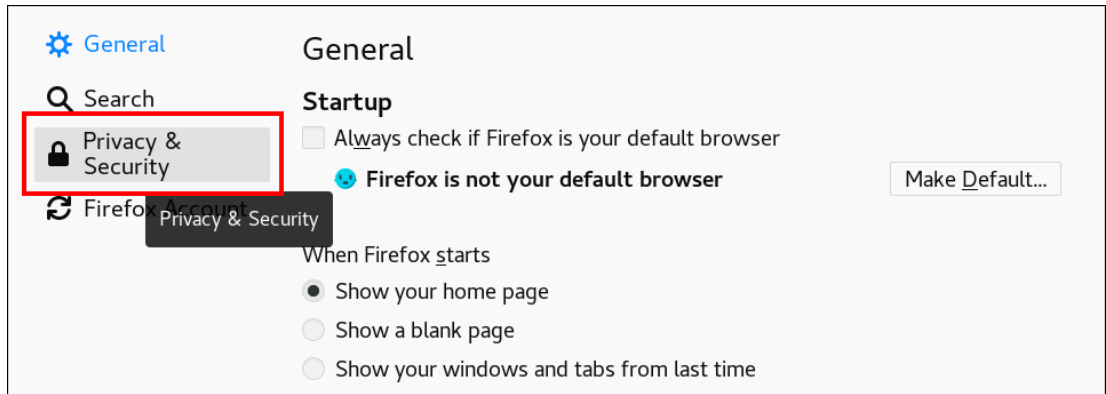 General
Search
Privacy &
Security
Firefox Account
Privacy & Security
General
Startup
Always check if Firefox is your default browser
Firefox is not your default browser
Make Default...
When Firefox starts
Show your home page
Show a blank page
Show your windows and tabs from last time